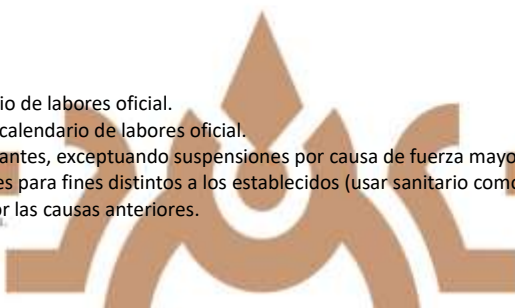 io de labores oficial.
calendario de labores oficial.
antes, exceptuando suspensiones por causa de fuerza mayo
es para fines distintos a los establecidos (usar sanitario como
or las causas anteriores.